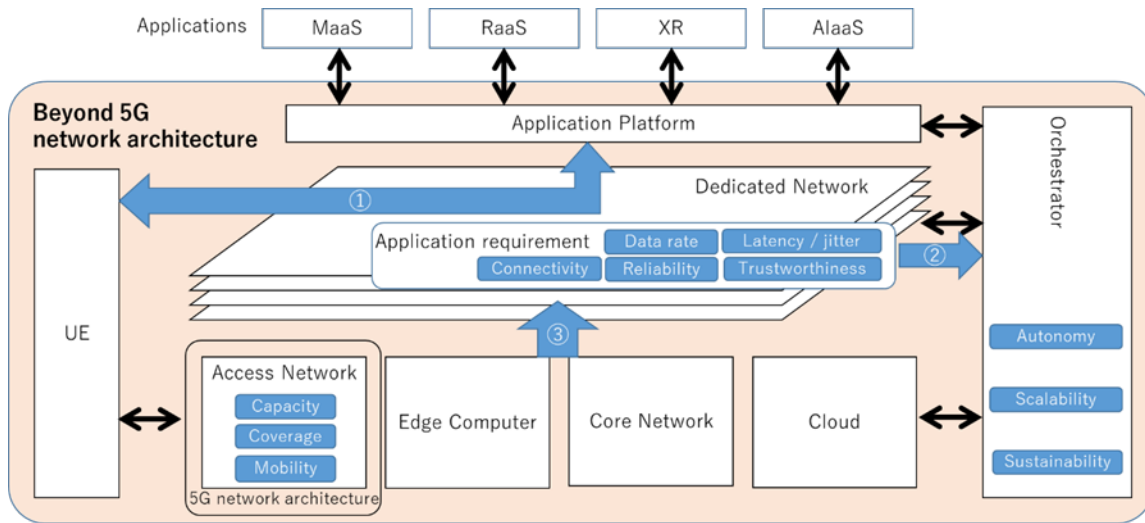 Applications
MaaS
RaaS
XR
AIaaS
Beyond 5G
network architecture
Application Platform
Orchestrator
UE
①
Dedicated Network
Application requirement
Data rate
Latency / jitter
Connectivity
Reliability
Trustworthiness
②
③
Autonomy
Scalability
Sustainability
Access Network
Capacity
Coverage
Mobility
5G network architecture
Edge Computer
Core Network
Cloud